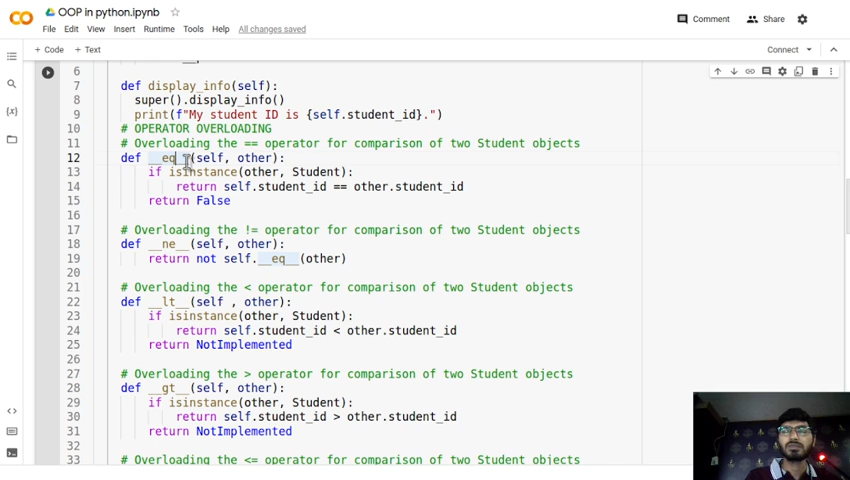 OOP in python.ipynb
File Edit View Insert Runtime Tools Help All changes saved
Comment Share
+ Code + Text
Connect
6
7 def display_info(self):
8 super().display_info()
9 print(f"My student ID is {self.student_id}.")
10 # OPERATOR OVERLOADING
11 # Overloading the == operator for comparison of two Student objects
12 def __eq__(self, other):
13 if isinstance(other, Student):
14 return self.student_id == other.student_id
15 return False
16
17 # Overloading the != operator for comparison of two Student objects
18 def __ne__(self, other):
19 return not self.__eq__(other)
20
21 # Overloading the < operator for comparison of two Student objects
22 def __lt__(self , other):
23 if isinstance(other, Student):
24 return self.student_id < other.student_id
25 return NotImplemented
26
27 # Overloading the > operator for comparison of two Student objects
28 def __gt__(self, other):
29 if isinstance(other, Student):
30 return self.student_id > other.student_id
31 return NotImplemented
32
33 # Overloading the <= operator for comparison of two Student objects